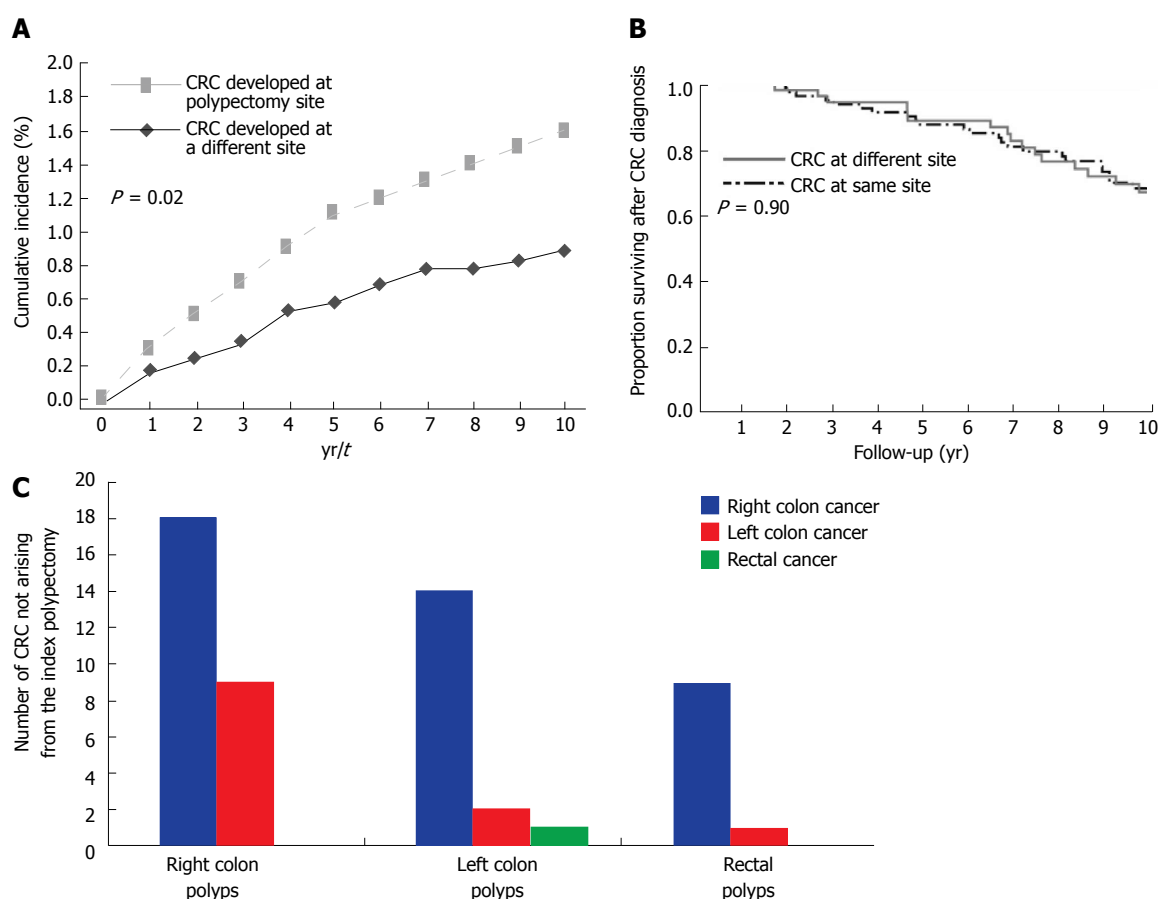 A
2.0
1.8
1.6
1.4
1.2
1.0
0.8
0.6
0.4
0.2
0.0
Cumulative incidence (%)
CRC developed at
polypectomy site
CRC developed at
a different site
P = 0.02
0 1 2 3 4 5 6 7 8 9 10
yr/t
B
1.0
0.8
0.6
0.4
0.2
0.0
Proportion surviving after CRC diagnosis
CRC at different site
CRC at same site
P = 0.90
1 2 3 4 5 6 7 8 9 10
Follow-up (yr)
C
20
18
16
14
12
10
8
6
4
2
0
Number of CRC not arising
from the index polypectomy
Right colon cancer
Left colon cancer
Rectal cancer
Right colon
polyps
Left colon
polyps
Rectal
polyps